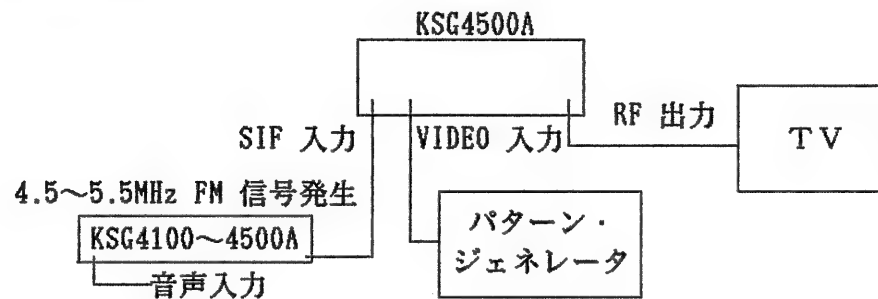 KSG4500A
SIF 入力
VIDEO 入力
RF 出力
TV
4.5～5.5MHz FM 信号発生
KSG4100～4500A
音声入力
パターン・
ジェネレータ